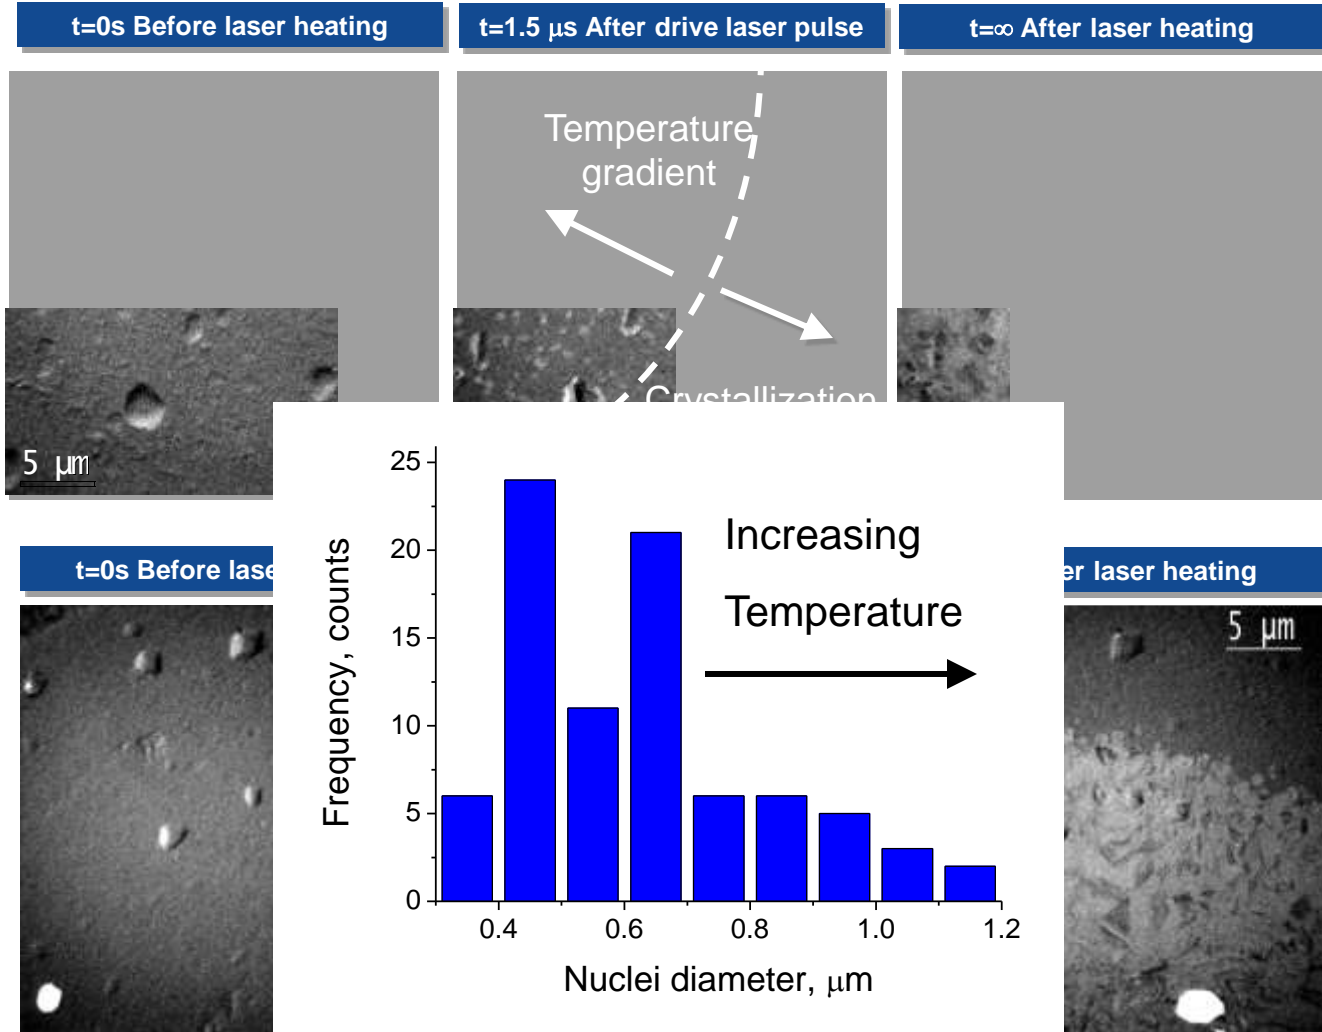 t=0s Before laser heating
t=1.5 μs After drive laser pulse
t=∞ After laser heating
Temperature
gradient
Crystallization
5 μm
t=0s Before lase
er laser heating
5 μm
25
20
15
10
5
0
Frequency, counts
Increasing
Temperature
0.4 0.6 0.8 1.0 1.2
Nuclei diameter, μm